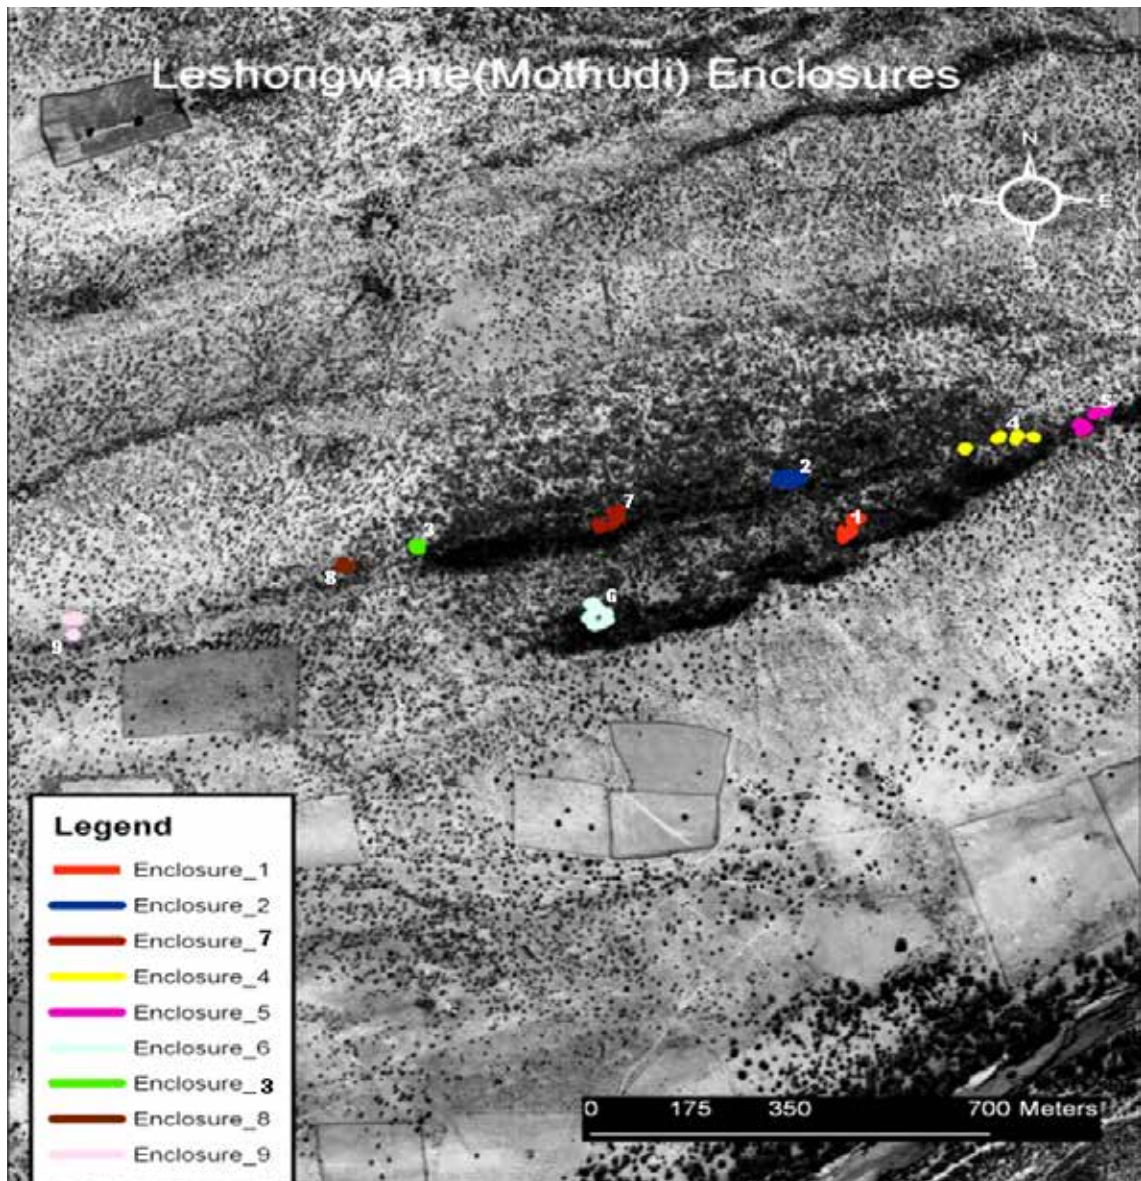 Leshongwane(Mothudi) Enclosures
N
W E
S
5
4
2
7
1
3
8
6
9
Legend
Enclosure_1
Enclosure_2
Enclosure_7
Enclosure_4
Enclosure_5
Enclosure_6
Enclosure_3
Enclosure_8
Enclosure_9
0 175 350 700 Meters